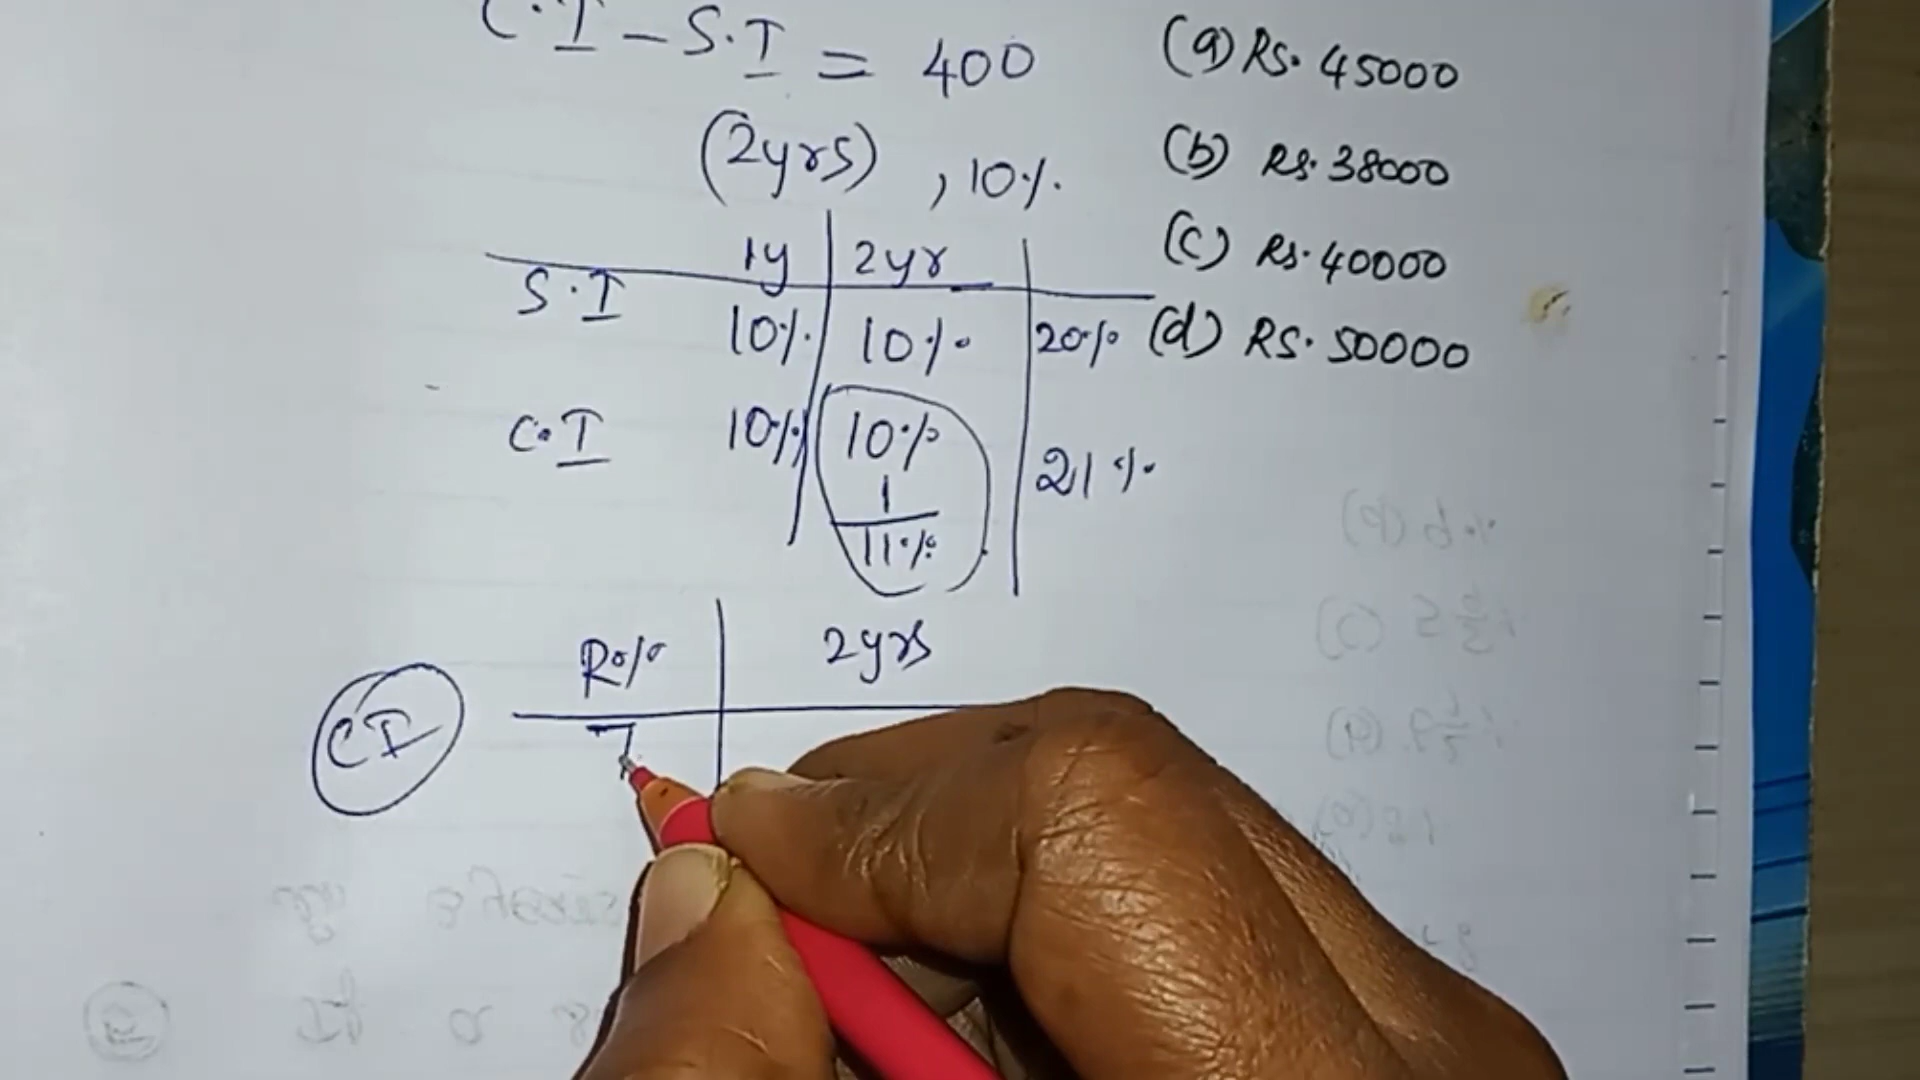 C.I - S.I = 400
(2yrs) , 10%
(a) Rs. 45000
(b) Rs. 38000
(c) Rs. 40000
(d) Rs. 50000
1y 2yr
S.I 10% 10% 20%
C.I 10% 10% 21%
1
11%
R% 2yrs
CI 7